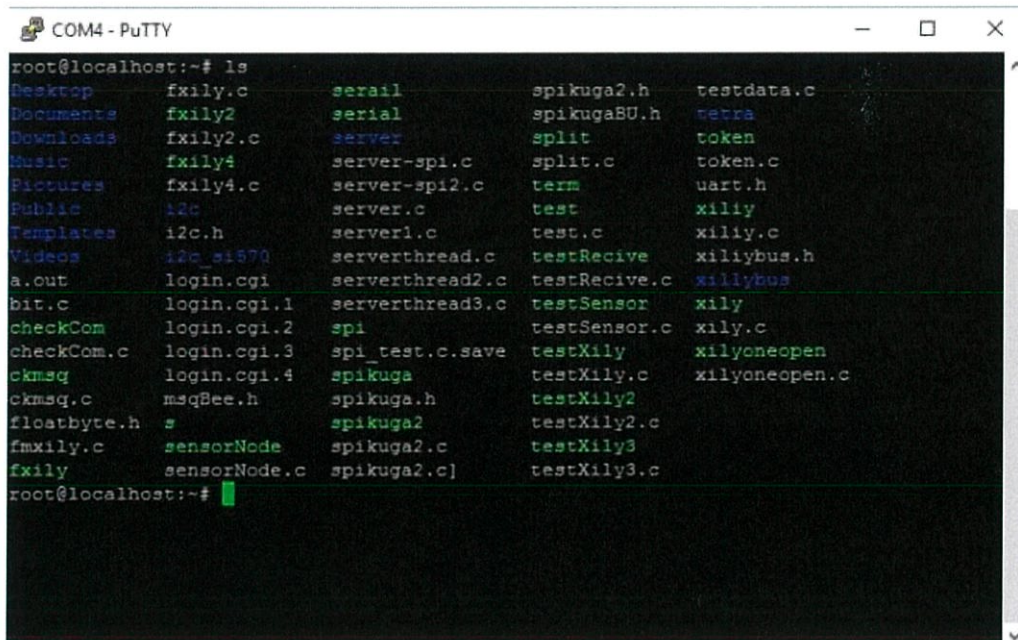 COM4 - PuTTY
root@localhost:~# ls
Desktop fxily.c serail spikuga2.h testdata.c
Documents fxily2 serial spikugaBU.h tetra
Downloads fxily2.c server split token
Music fxily4 server-spi.c split.c token.c
Pictures fxily4.c server-spi2.c term uart.h
Public i2c server.c test xiliy
Templates i2c.h server1.c test.c xiliy.c
Videos i2c_si570 serverthread.c testRecive xiliybus.h
a.out login.cgi serverthread2.c testRecive.c xillybus
bit.c login.cgi.1 serverthread3.c testSensor xily
checkCom login.cgi.2 spi testSensor.c xily.c
checkCom.c login.cgi.3 spi_test.c.save testXily xilyoneopen
ckmsq login.cgi.4 spikuga testXily.c xilyoneopen.c
ckmsq.c msqBee.h spikuga.h testXily2
floatbyte.h s spikuga2 testXily2.c
fmxily.c sensorNode spikuga2.c testXily3
fxily sensorNode.c spikuga2.c] testXily3.c
root@localhost:~#